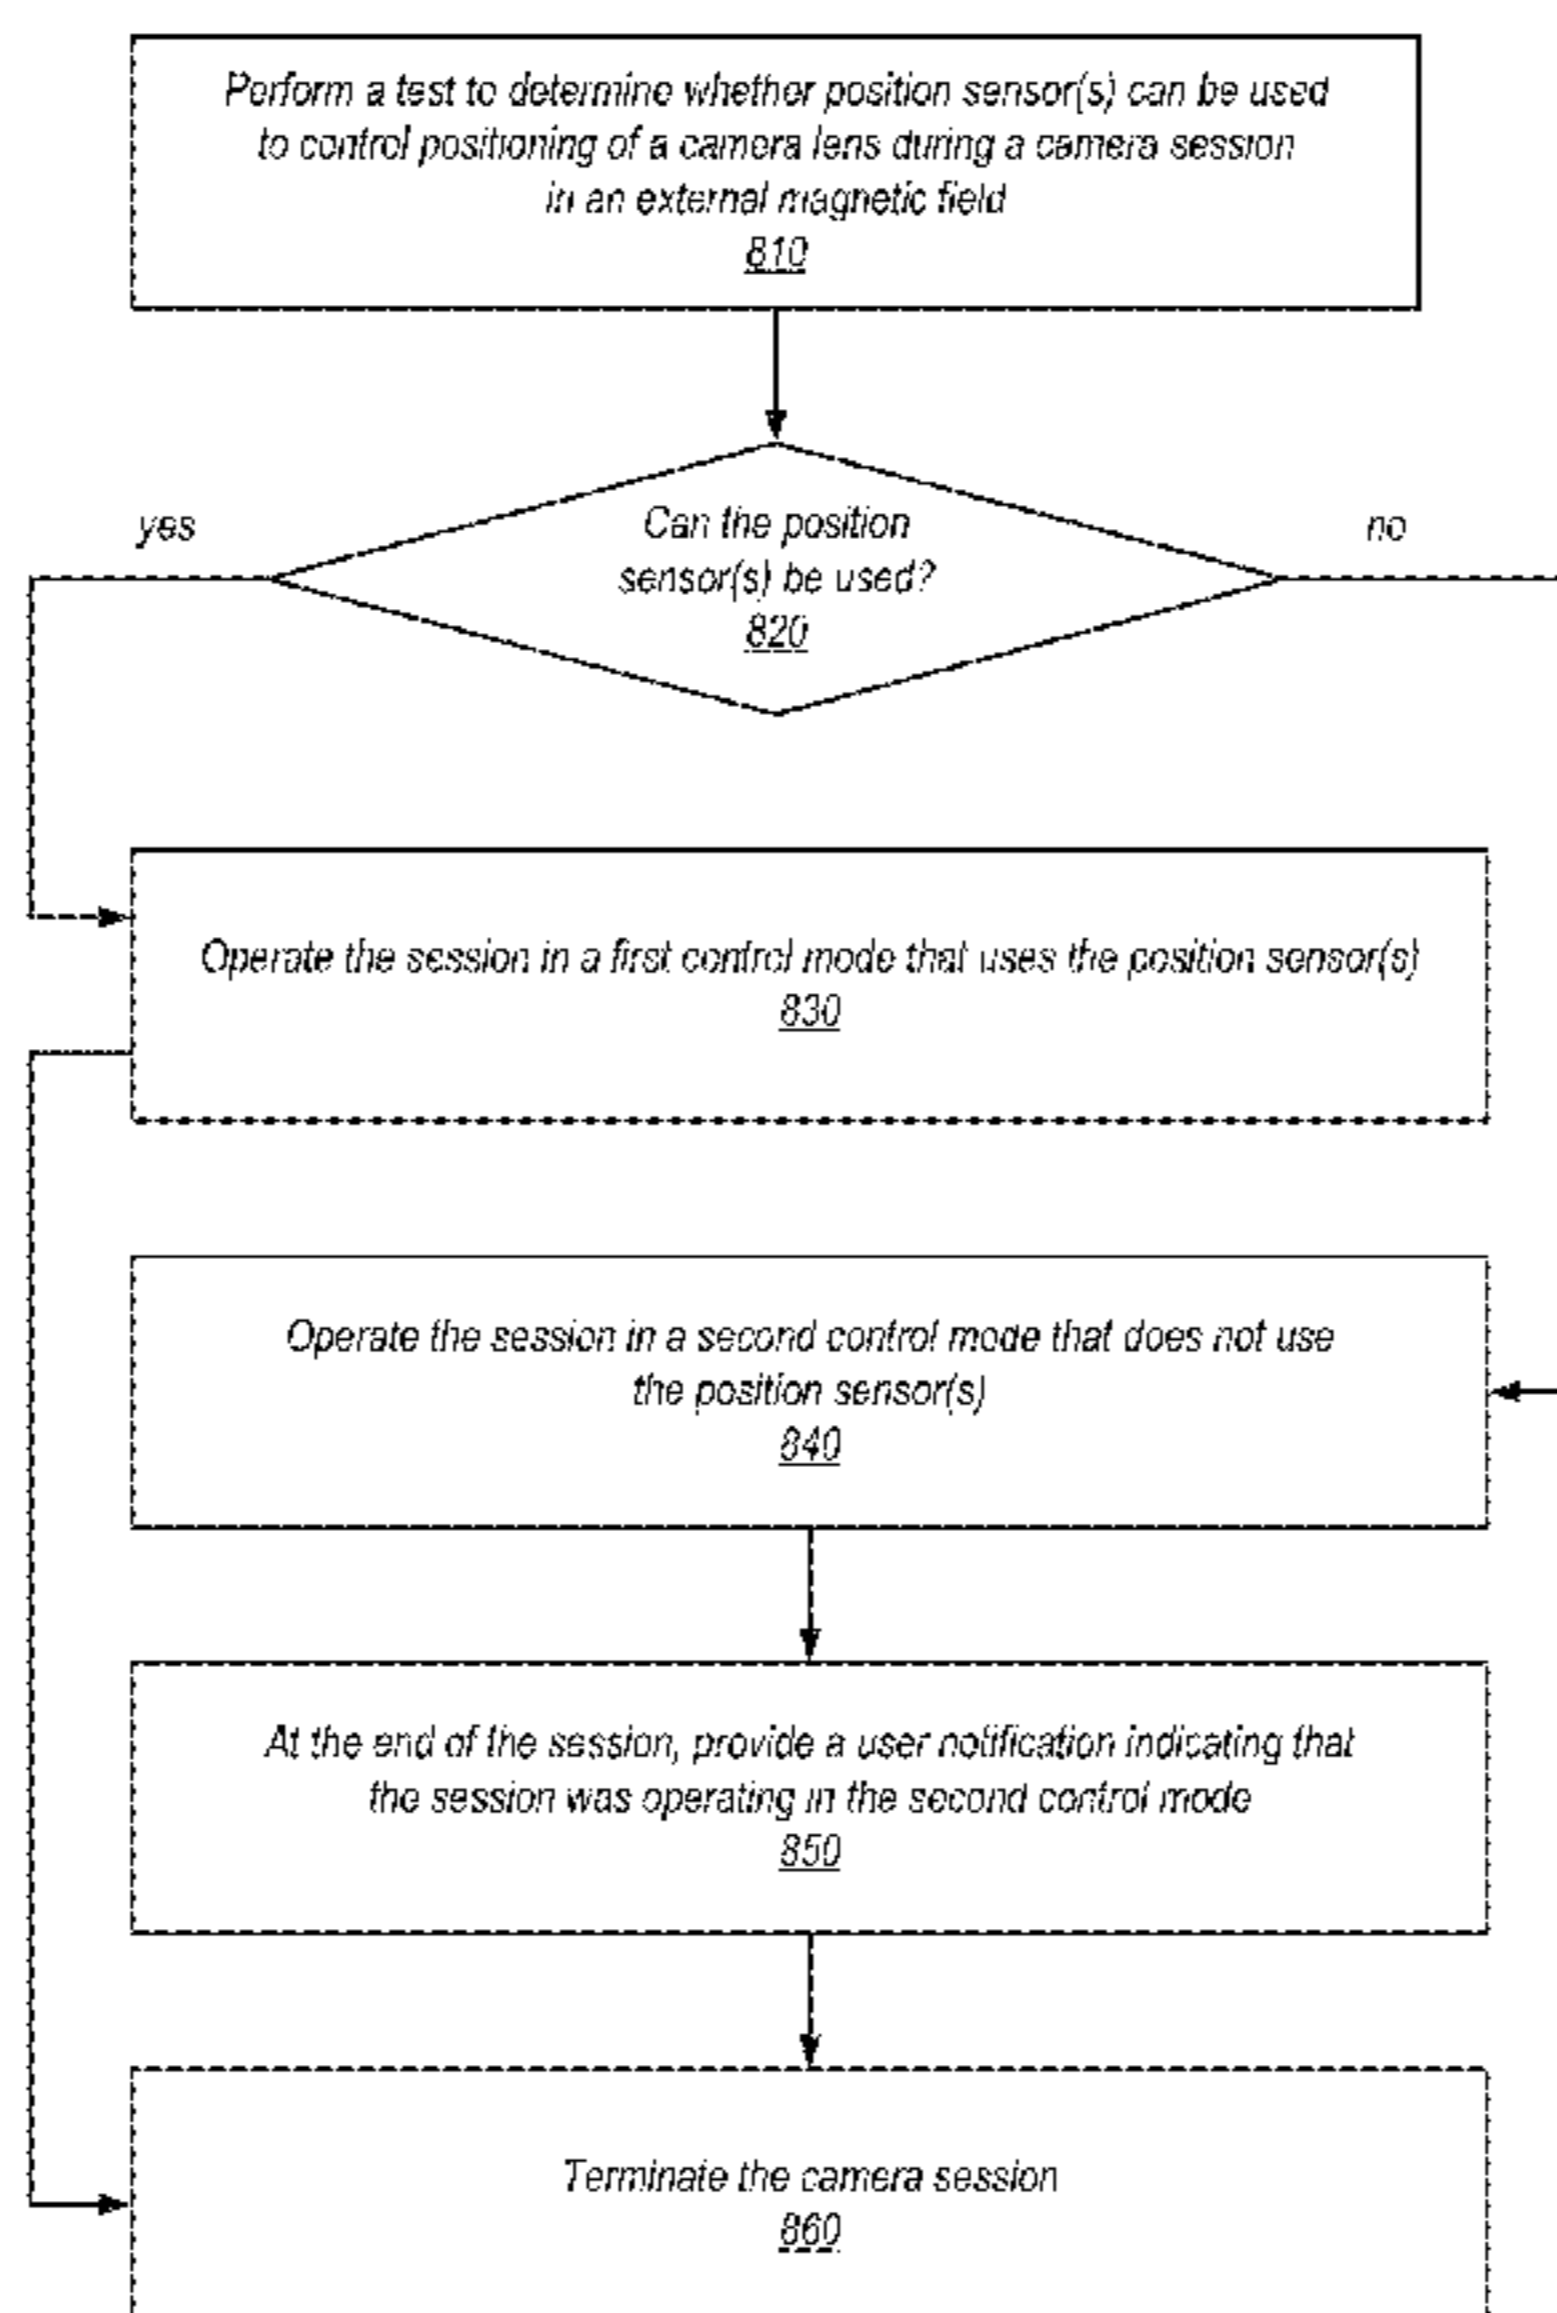 Perform a test to determine whether position sensor(s) can be used
to control positioning of a camera lens during a camera session
in an external magnetic field
810
yes
Can the position
no
sensor(s) be used?
820
Operate the session in a first control mode that uses the position sensor(s)
830
Operate the session in a second control mode that does not use
the position sensor(s)
840
At the end of the session, provide a user notification indicating that
the session was operating in the second control mode
850
Terminate the camera session
860